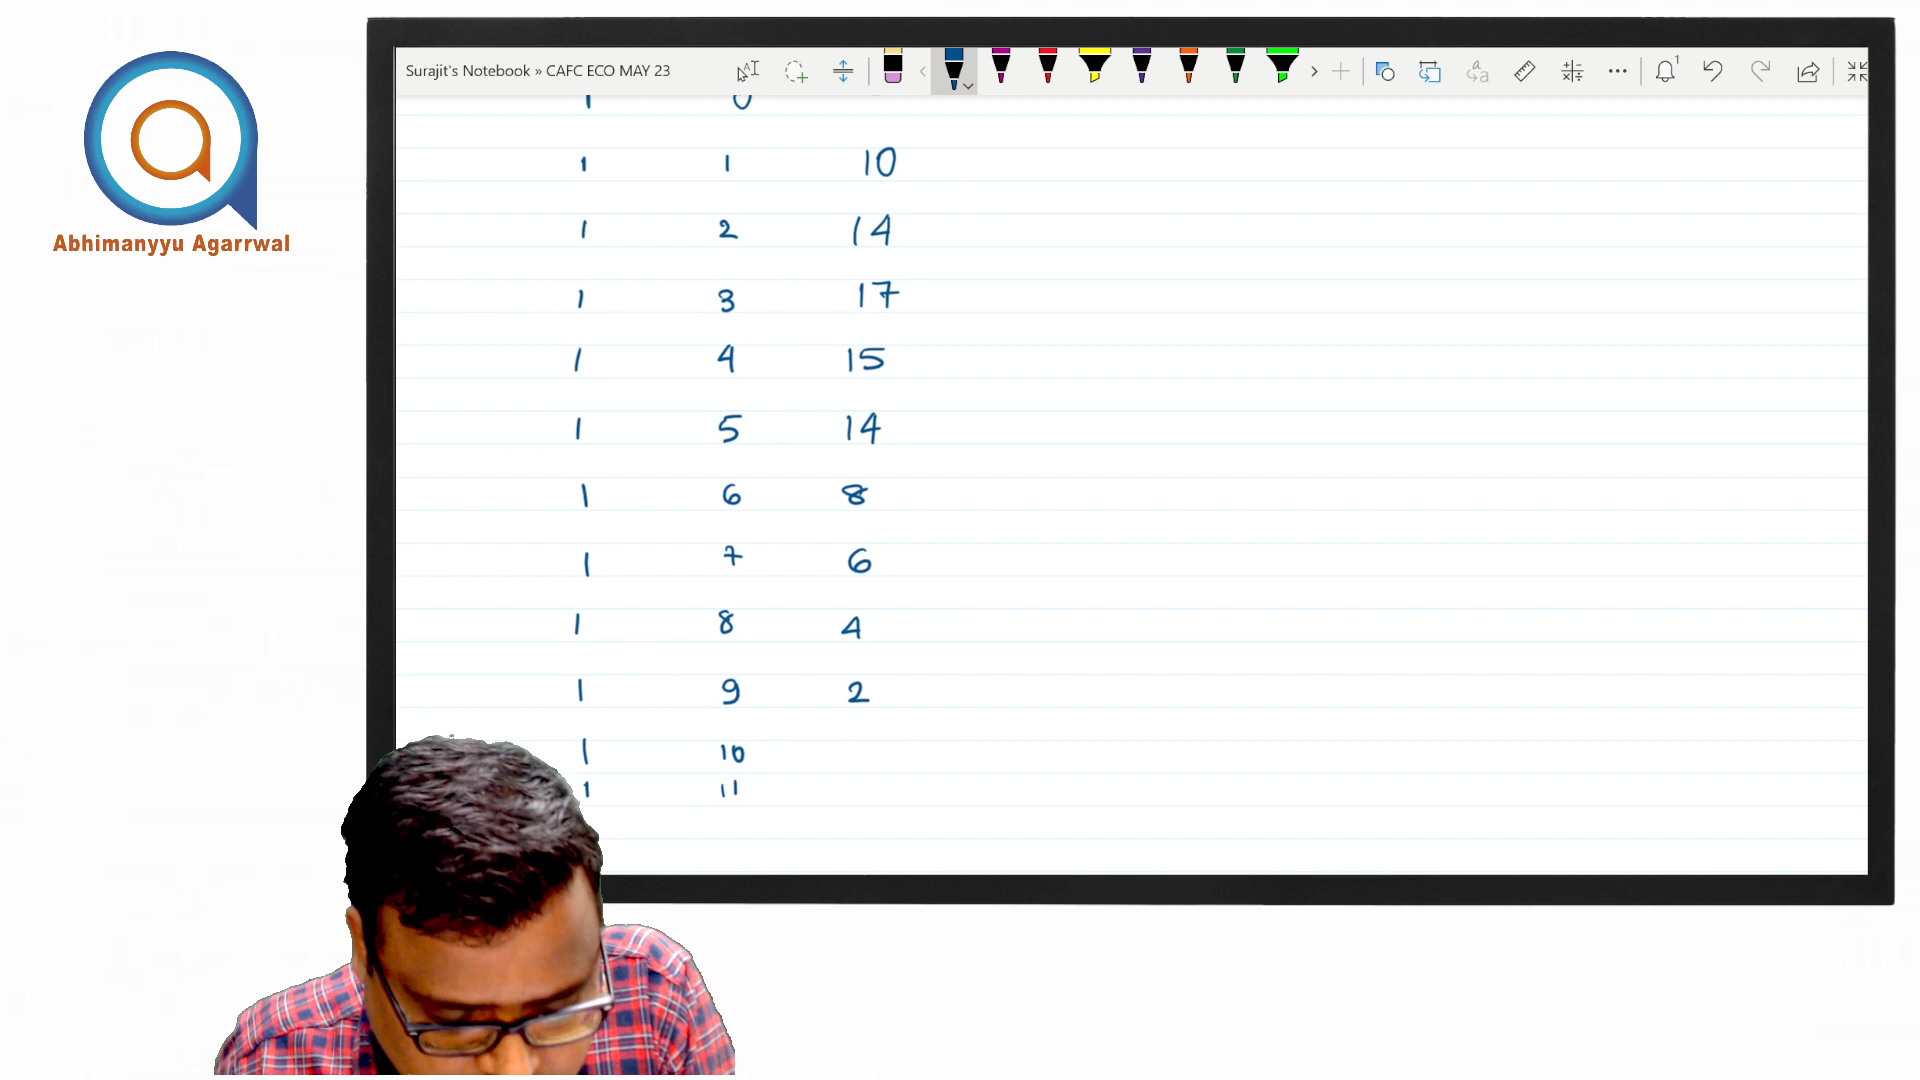 Surajit's Notebook » CAFC ECO MAY 23
Abhimanyyu Agarrwal
1 0
1 1 10
1 2 14
1 3 17
1 4 15
1 5 14
1 6 8
1 7 6
1 8 4
1 9 2
1 10
1 11